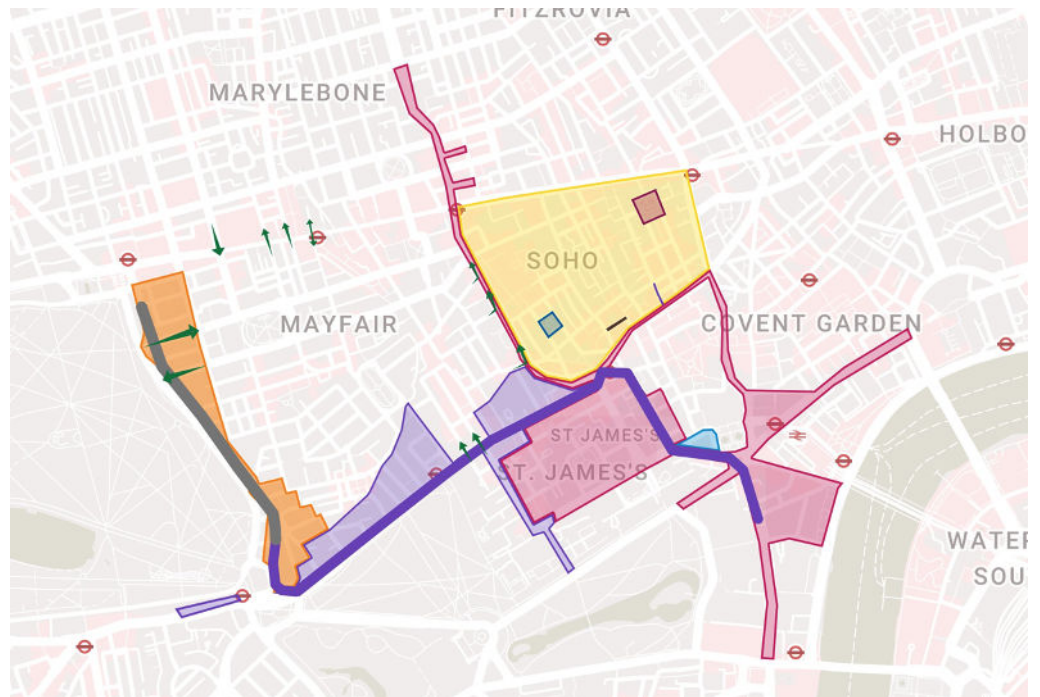 FITZROVIA
MARYLEBONE
HOLBO
SOHO
MAYFAIR
COVENT GARDEN
ST JAMES'S
ST. JAMES'S
WATER
SOU